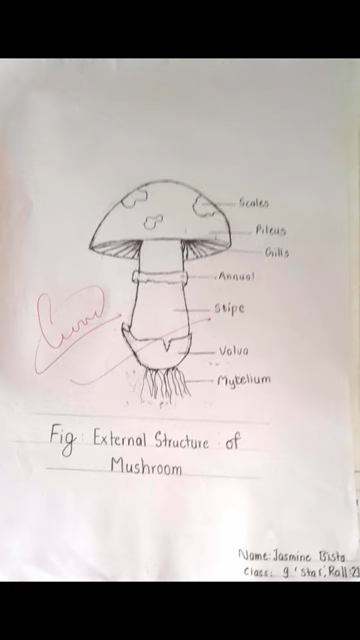 Scales
Pileus
Gills
Annual
Stipe
Volva
Mycelium
Fig: External Structure of
Mushroom
Name: Jasmine Bista
Class: 9 'Star', Roll: 21